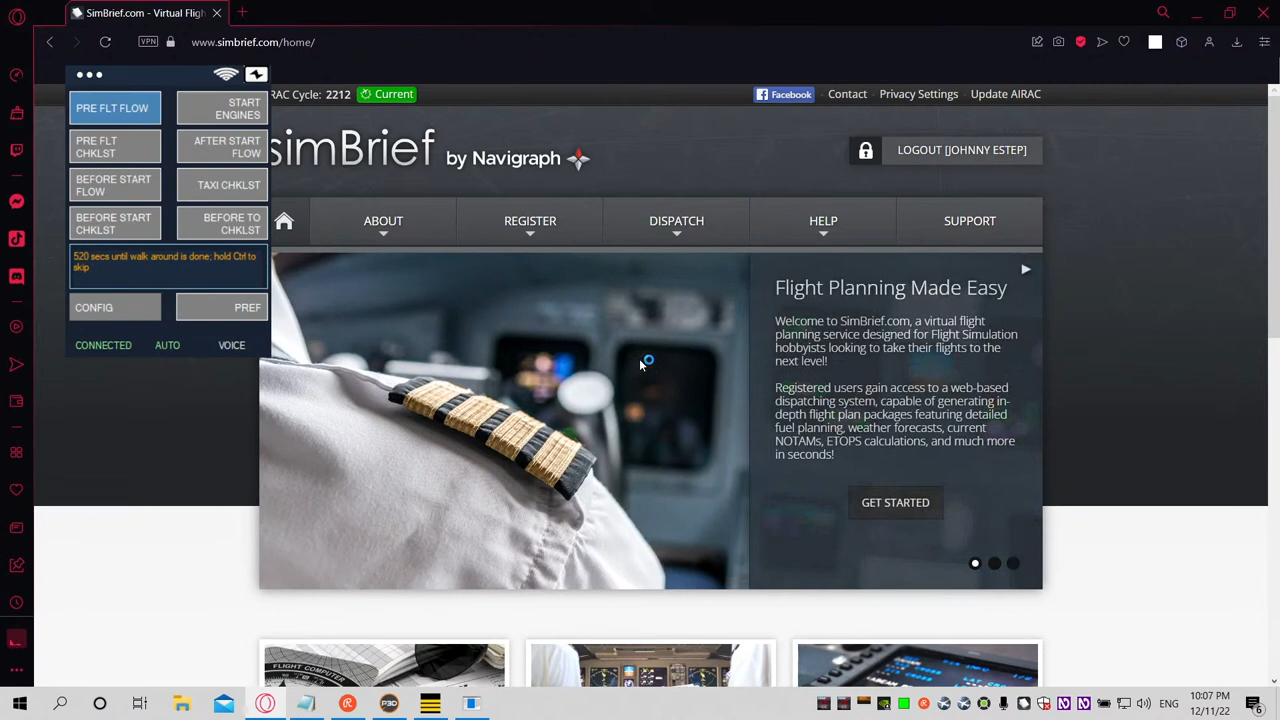 SimBrief.com – Virtual Fligh
VPN
www.simbrief.com/home/
PRE FLT FLOW
START
ENGINES
PRE FLT
CHKLST
AFTER START
FLOW
BEFORE START
FLOW
TAXI CHKLST
BEFORE START
CHKLST
BEFORE TO
CHKLST
520 secs until walk around is done; hold Ctrl to
skip
CONFIG
PREF
CONNECTED
AUTO
VOICE
RAC Cycle: 2212
Current
Facebook
Contact
Privacy Settings
Update AIRAC
simBrief by Navigraph
LOGOUT [JOHNNY ESTEP]
ABOUT
REGISTER
DISPATCH
HELP
SUPPORT
Flight Planning Made Easy
Welcome to SimBrief.com, a virtual flight
planning service designed for Flight Simulation
hobbyists looking to take their flights to the
next level!
Registered users gain access to a web-based
dispatching system, capable of generating in-
depth flight plan packages featuring detailed
fuel planning, weather forecasts, current
NOTAMs, ETOPS calculations, and much more
in seconds!
GET STARTED
FLIGHT COMPUTER
P3D
ENG
10:07 PM
12/11/22
6